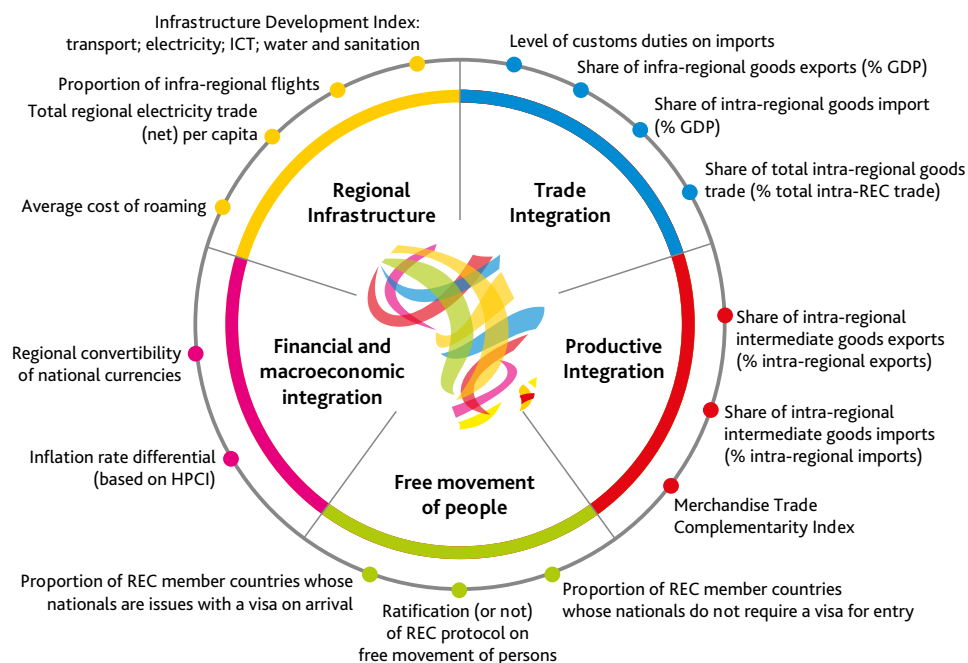 Infrastructure Development Index:
transport; electricity; ICT; water and sanitation
Proportion of infra-regional flights
Total regional electricity trade
(net) per capita
Average cost of roaming
Level of customs duties on imports
Share of infra-regional goods exports (% GDP)
Share of intra-regional goods import
(% GDP)
Share of total intra-regional goods
trade (% total intra-REC trade)
Regional
Infrastructure
Trade
Integration
Financial and
macroeconomic
integration
Productive
Integration
Free movement
of people
Regional convertibility
of national currencies
Inflation rate differential
(based on HPCI)
Share of intra-regional
intermediate goods exports
(% intra-regional exports)
Share of intra-regional
intermediate goods imports
(% intra-regional imports)
Merchandise Trade
Complementarity Index
Proportion of REC member countries whose
nationals are issues with a visa on arrival
Ratification (or not)
of REC protocol on
free movement of persons
Proportion of REC member countries
whose nationals do not require a visa for entry